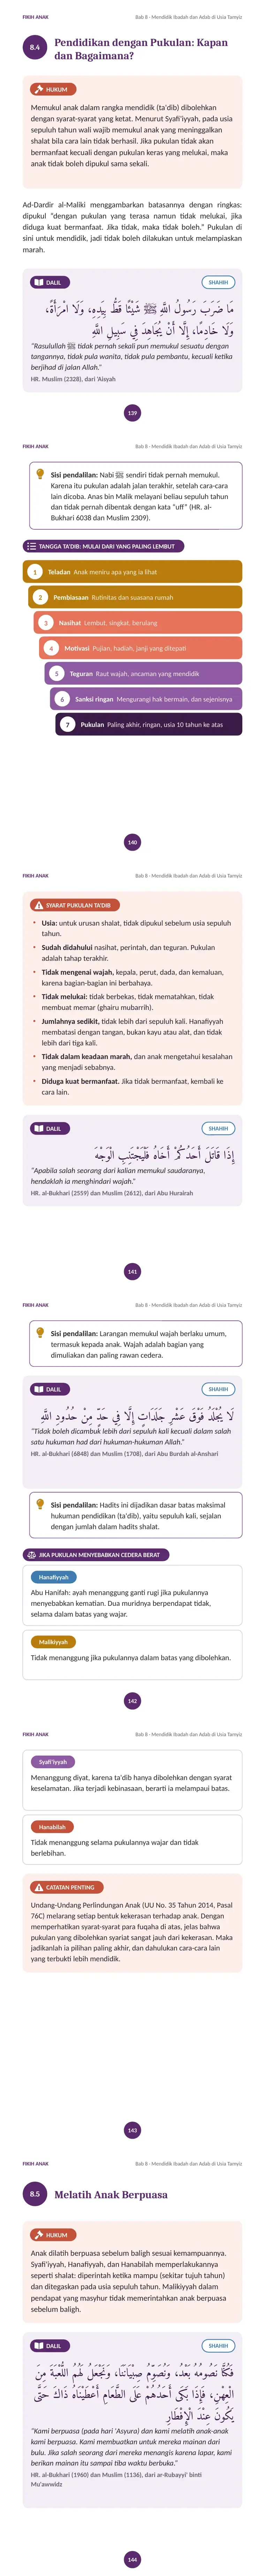 FIKIH ANAK
Bab 8 - Mendidik Ibadah dan Adab di Usia Tamyiz
8.4
Pendidikan dengan Pukulan: Kapan
dan Bagaimana?
HUKUM
Memukul anak dalam rangka mendidik (ta'dib) dibolehkan
dengan syarat-syarat yang ketat. Menurut Syafi'iyyah, pada usia
sepuluh tahun wali wajib memukul anak yang meninggalkan
shalat bila cara lain tidak berhasil. Jika pukulan tidak akan
bermanfaat kecuali dengan pukulan keras yang melukai, maka
anak tidak boleh dipukul sama sekali.
Ad-Dardir al-Maliki menggambarkan batasannya dengan ringkas:
dipukul "dengan pukulan yang terasa namun tidak melukai, jika
diduga kuat bermanfaat. Jika tidak, maka tidak boleh." Pukulan di
sini untuk mendidik, jadi tidak boleh dilakukan untuk melampiaskan
marah.
DALIL
SHAHIH
مَا ضَرَبَ رَسُولُ اللَّهِ ﷺ شَيْئًا قَطُّ بِيَدِهِ، وَلَا امْرَأَةً،
وَلَا خَادِمًا، إِلَّا أَنْ يُجَاهِدَ فِي سَبِيلِ اللَّهِ
"Rasulullah ﷺ tidak pernah sekali pun memukul sesuatu dengan
tangannya, tidak pula wanita, tidak pula pembantu, kecuali ketika
berjihad di jalan Allah."
HR. Muslim (2328), dari 'Aisyah
139
FIKIH ANAK
Bab 8 - Mendidik Ibadah dan Adab di Usia Tamyiz
Sisi pendalilan: Nabi ﷺ sendiri tidak pernah memukul.
Karena itu pukulan adalah jalan terakhir, setelah cara-cara
lain dicoba. Anas bin Malik melayani beliau sepuluh tahun
dan tidak pernah dibentak dengan kata "uff" (HR. al-
Bukhari 6038 dan Muslim 2309).
TANGGA TA'DIB: MULAI DARI YANG PALING LEMBUT
1 Teladan Anak meniru apa yang ia lihat
2 Pembiasaan Rutinitas dan suasana rumah
3 Nasihat Lembut, singkat, berulang
4 Motivasi Pujian, hadiah, janji yang ditepati
5 Teguran Raut wajah, ancaman yang mendidik
6 Sanksi ringan Mengurangi hak bermain, dan sejenisnya
7 Pukulan Paling akhir, ringan, usia 10 tahun ke atas
140
FIKIH ANAK
Bab 8 - Mendidik Ibadah dan Adab di Usia Tamyiz
SYARAT PUKULAN TA'DIB
• Usia: untuk urusan shalat, tidak dipukul sebelum usia sepuluh
tahun.
• Sudah didahului nasihat, perintah, dan teguran. Pukulan
adalah tahap terakhir.
• Tidak mengenai wajah, kepala, perut, dada, dan kemaluan,
karena bagian-bagian ini berbahaya.
• Tidak melukai: tidak berbekas, tidak mematahkan, tidak
membuat memar (ghairu mubarrih).
• Jumlahnya sedikit, tidak lebih dari sepuluh kali. Hanafiyyah
membatasi dengan tangan, bukan kayu atau alat, dan tidak
lebih dari tiga kali.
• Tidak dalam keadaan marah, dan anak mengetahui kesalahan
yang menjadi sebabnya.
• Diduga kuat bermanfaat. Jika tidak bermanfaat, kembali ke
cara lain.
DALIL
SHAHIH
إِذَا قَاتَلَ أَحَدُكُمْ أَخَاهُ فَلْيَجْتَنِبِ الْوَجْهَ
"Apabila salah seorang dari kalian memukul saudaranya,
hendaklah ia menghindari wajah."
HR. al-Bukhari (2559) dan Muslim (2612), dari Abu Hurairah
141
FIKIH ANAK
Bab 8 - Mendidik Ibadah dan Adab di Usia Tamyiz
Sisi pendalilan: Larangan memukul wajah berlaku umum,
termasuk kepada anak. Wajah adalah bagian yang
dimuliakan dan paling rawan cedera.
DALIL
SHAHIH
لَا يُجْلَدُ فَوْقَ عَشْرِ جَلَدَاتٍ إِلَّا فِي حَدٍّ مِنْ حُدُودِ اللَّهِ
"Tidak boleh dicambuk lebih dari sepuluh kali kecuali dalam salah
satu hukuman had dari hukuman-hukuman Allah."
HR. al-Bukhari (6848) dan Muslim (1708), dari Abu Burdah al-Anshari
Sisi pendalilan: Hadits ini dijadikan dasar batas maksimal
hukuman pendidikan (ta'dib), yaitu sepuluh kali, sejalan
dengan jumlah dalam hadits shalat.
JIKA PUKULAN MENYEBABKAN CEDERA BERAT
Hanafiyyah
Abu Hanifah: ayah menanggung ganti rugi jika pukulannya
menyebabkan kematian. Dua muridnya berpendapat tidak,
selama dalam batas yang wajar.
Malikiyyah
Tidak menanggung jika pukulannya dalam batas yang dibolehkan.
142
FIKIH ANAK
Bab 8 - Mendidik Ibadah dan Adab di Usia Tamyiz
Syafi'iyyah
Menanggung diyat, karena ta'dib hanya dibolehkan dengan syarat
keselamatan. Jika terjadi kebinasaan, berarti ia melampaui batas.
Hanabilah
Tidak menanggung selama pukulannya wajar dan tidak
berlebihan.
CATATAN PENTING
Undang-Undang Perlindungan Anak (UU No. 35 Tahun 2014, Pasal
76C) melarang setiap bentuk kekerasan terhadap anak. Dengan
memperhatikan syarat-syarat para fuqaha di atas, jelas bahwa
pukulan yang dibolehkan syariat sangat jauh dari kekerasan. Maka
jadikanlah ia pilihan paling akhir, dan dahulukan cara-cara lain
yang terbukti lebih mendidik.
143
FIKIH ANAK
Bab 8 - Mendidik Ibadah dan Adab di Usia Tamyiz
8.5
Melatih Anak Berpuasa
HUKUM
Anak dilatih berpuasa sebelum baligh sesuai kemampuannya.
Syafi'iyyah, Hanafiyyah, dan Hanabilah memperlakukannya
seperti shalat: diperintah ketika mampu (sekitar tujuh tahun)
dan ditegaskan pada usia sepuluh tahun. Malikiyyah dalam
pendapat yang masyhur tidak memerintahkan anak berpuasa
sebelum baligh.
DALIL
SHAHIH
فَكُنَّا نَصُومُهُ بَعْدُ، وَنُصَوِّمُ صِبْيَانَنَا، وَنَجْعَلُ لَهُمُ اللُّعْبَةَ مِنَ
الْعِهْنِ، فَإِذَا بَكَى أَحَدُهُمْ عَلَى الطَّعَامِ أَعْطَيْنَاهُ ذَاكَ حَتَّى
يَكُونَ عِنْدَ الْإِفْطَارِ
"Kami berpuasa (pada hari 'Asyura) dan kami melatih anak-anak
kami berpuasa. Kami membuatkan untuk mereka mainan dari
bulu. Jika salah seorang dari mereka menangis karena lapar, kami
berikan mainan itu sampai tiba waktu berbuka."
HR. al-Bukhari (1960) dan Muslim (1136), dari ar-Rubayyi' binti
Mu'awwidz
144